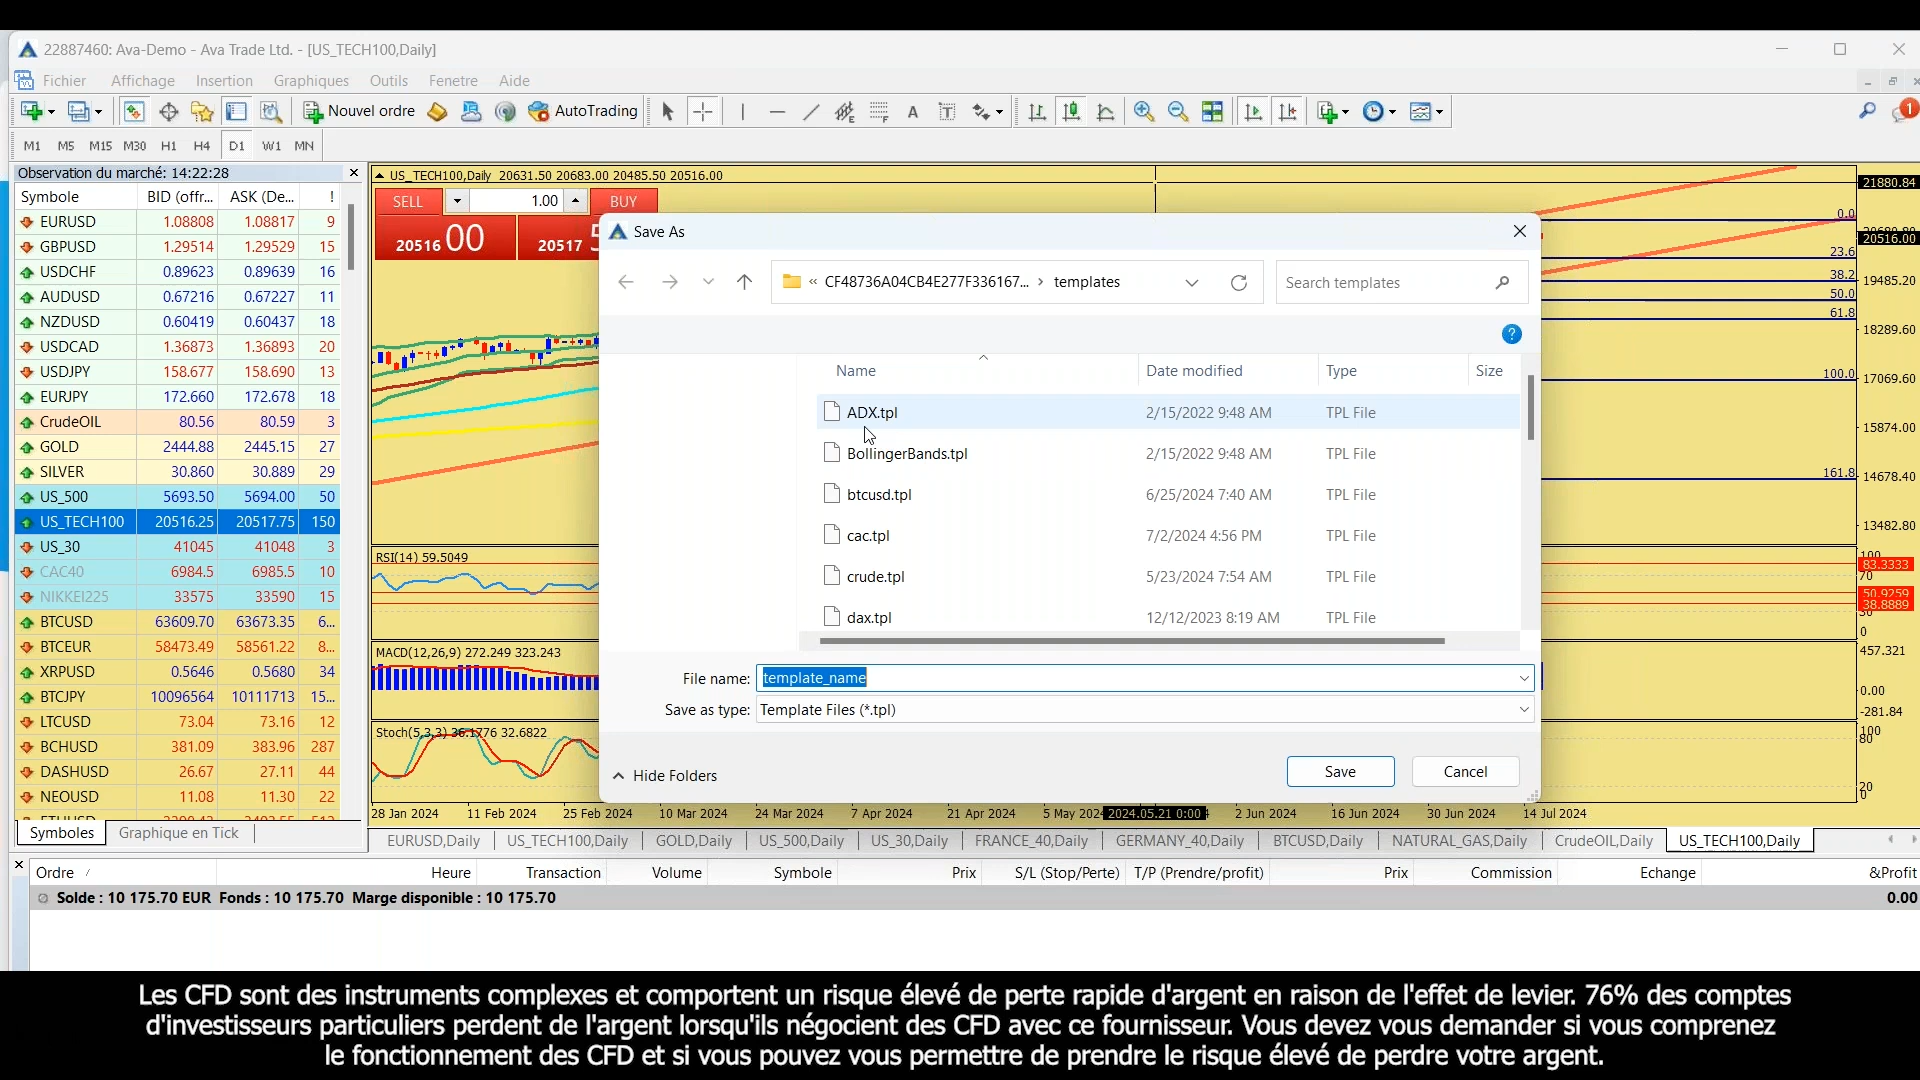 22887460: Ava-Demo - Ava Trade Ltd. - [US_TECH100,Daily]
Fichier Affichage Insertion Graphiques Outils Fenetre Aide
Nouvel ordre AutoTrading A T 1
M1 M5 M15 M30 H1 H4 D1 W1 MN
Observation du marché: 14:22:28
Symbole BID (offr... ASK (De... !
EURUSD 1.08808 1.08817 9
GBPUSD 1.29514 1.29529 15
USDCHF 0.89623 0.89639 16
AUDUSD 0.67216 0.67227 11
NZDUSD 0.60419 0.60437 18
USDCAD 1.36873 1.36893 20
USDJPY 158.677 158.690 13
EURJPY 172.660 172.678 18
CrudeOIL 80.56 80.59 3
GOLD 2444.88 2445.15 27
SILVER 30.860 30.889 29
US_500 5693.50 5694.00 50
US_TECH100 20516.25 20517.75 150
US_30 41045 41048 3
CAC40 6984.5 6985.5 10
NIKKEI225 33575 33590 15
BTCUSD 63609.70 63673.35 6...
BTCEUR 58473.49 58561.22 8...
XRPUSD 0.5646 0.5680 34
BTCJPY 10096564 10111713 15...
LTCUSD 73.04 73.16 12
BCHUSD 381.09 383.96 287
DASHUSD 26.67 27.11 44
NEOUSD 11.08 11.30 22
Symboles Graphique en Tick
US_TECH100,Daily 20631.50 20683.00 20485.50 20516.00
SELL 1.00 BUY
20516 00 20517
RSI(14) 59.5049
MACD(12,26,9) 272.249 323.243
Stoch(5,3,3) 36.1776 32.6822
Save As
« CF48736A04CB4E277F336167... › templates
Search templates
?
Name Date modified Type Size
ADX.tpl 2/15/2022 9:48 AM TPL File
BollingerBands.tpl 2/15/2022 9:48 AM TPL File
btcusd.tpl 6/25/2024 7:40 AM TPL File
cac.tpl 7/2/2024 4:56 PM TPL File
crude.tpl 5/23/2024 7:54 AM TPL File
dax.tpl 12/12/2023 8:19 AM TPL File
File name: template_name
Save as type: Template Files (*.tpl)
Hide Folders
Save Cancel
0.0
23.6
38.2
50.0
61.8
100.0
161.8
21880.84
20516.00
19485.20
18289.60
17069.60
15874.00
14678.40
13482.80
100
83.3333
70
50.9259
38.8889
0
457.321
0.00
-281.84
100
80
20
0
28 Jan 2024 11 Feb 2024 25 Feb 2024 10 Mar 2024 24 Mar 2024 7 Apr 2024 21 Apr 2024 5 May 202 2024.05.21 0:00 2 Jun 2024 16 Jun 2024 30 Jun 2024 14 Jul 2024
EURUSD,Daily US_TECH100,Daily GOLD,Daily US_500,Daily US_30,Daily FRANCE_40,Daily GERMANY_40,Daily BTCUSD,Daily NATURAL_GAS,Daily CrudeOIL,Daily US_TECH100,Daily
Ordre / Heure Transaction Volume Symbole Prix S/L (Stop/Perte) T/P (Prendre/profit) Prix Commission Echange &Profit
Solde : 10 175.70 EUR Fonds : 10 175.70 Marge disponible : 10 175.70 0.00
Les CFD sont des instruments complexes et comportent un risque élevé de perte rapide d'argent en raison de l'effet de levier. 76% des comptes
d'investisseurs particuliers perdent de l'argent lorsqu'ils négocient des CFD avec ce fournisseur. Vous devez vous demander si vous comprenez
le fonctionnement des CFD et si vous pouvez vous permettre de prendre le risque élevé de perdre votre argent.